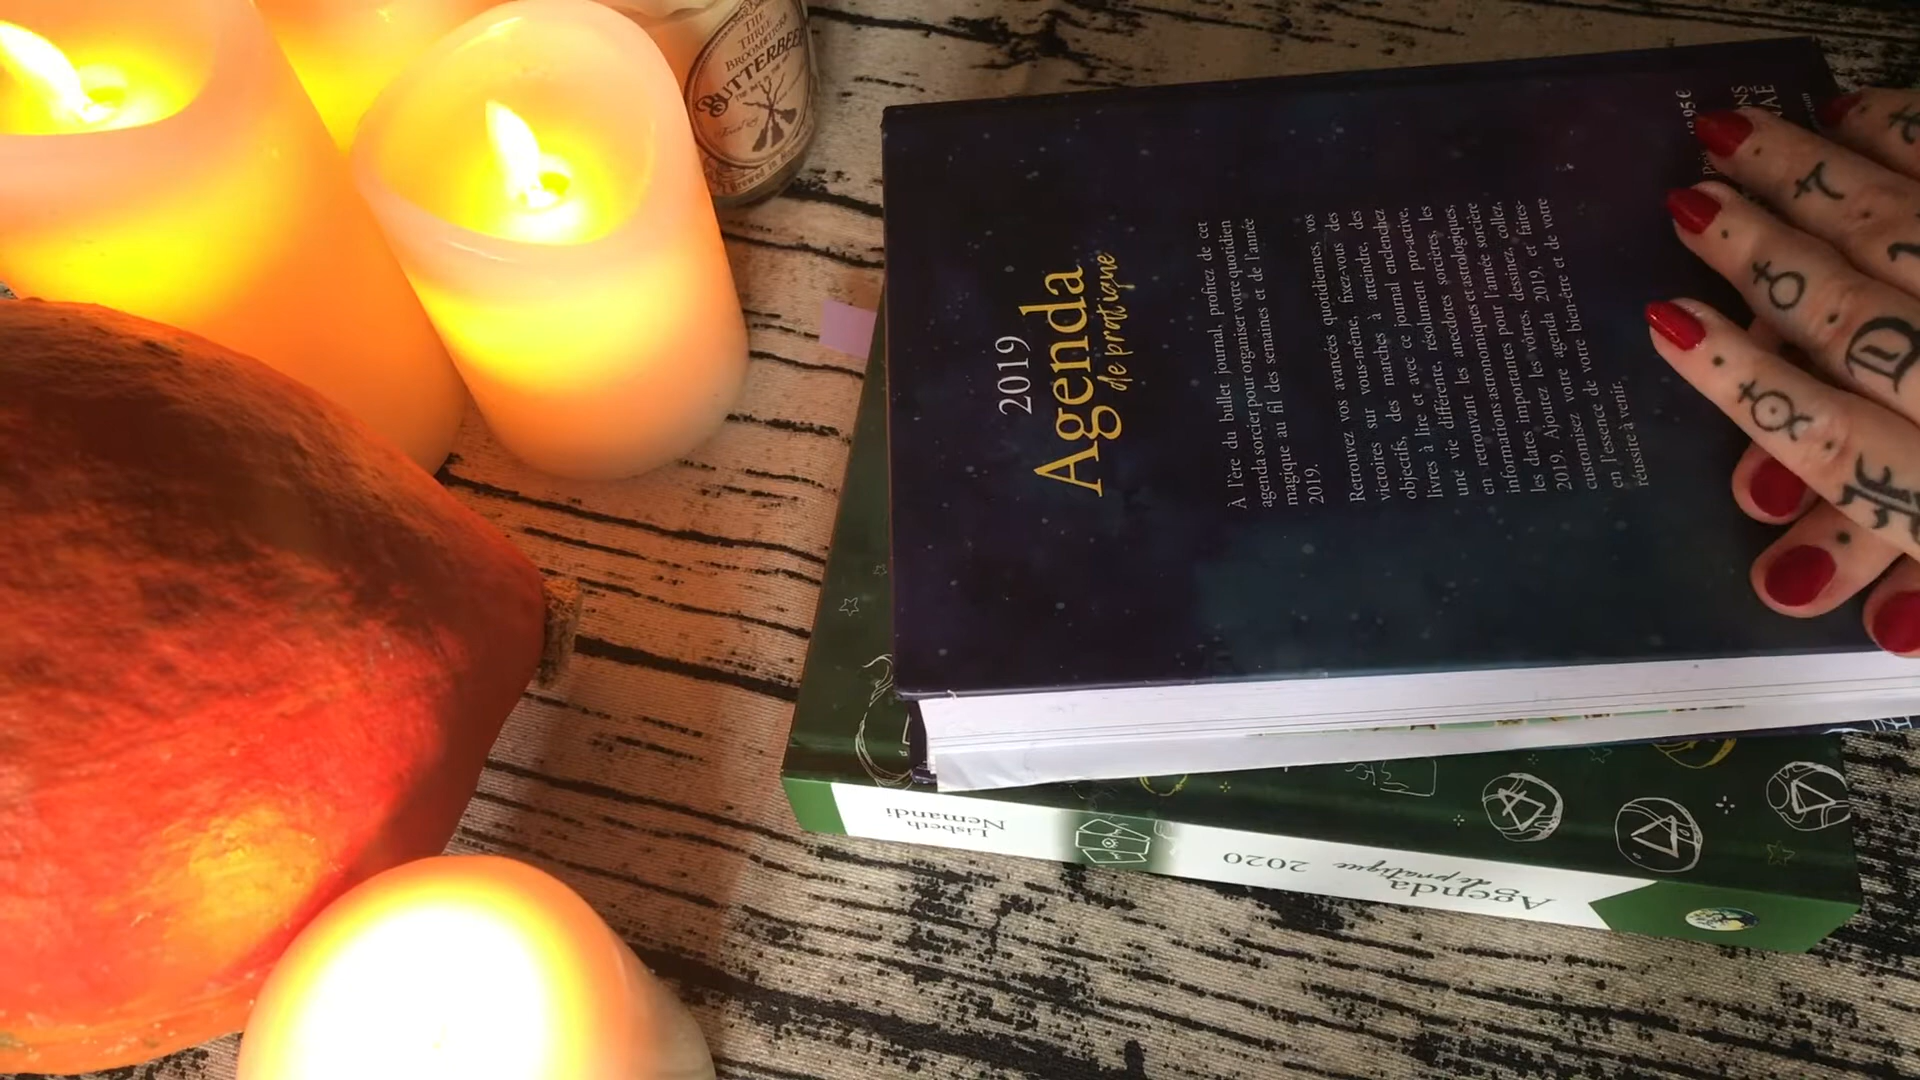 THE
THREE
BROOMSTICKS
BUTTERBEER
2019
Agenda
de pratique
À l'ère du bullet journal, profitez de cet
agenda sorcier pour organiser votre quotidien
magique au fil des semaines et de l'année
2019.
Retrouvez vos avancées quotidiennes, vos
victoires sur vous-même, fixez-vous des
objectifs, des marches à atteindre, des
livres à lire et avec ce journal enclenchez
une vie différente, résolument pro-active,
en retrouvant les anecdotes sorcières, les
informations astronomiques et astrologiques,
les dates importantes pour l'année sorcière
2019. Ajoutez les vôtres, dessinez, collez,
customisez votre agenda 2019, et faites-
en l'essence de votre bien-être et de votre
réussite à venir.
Lisbeth
Nemandi
2020
Agenda
de pratique